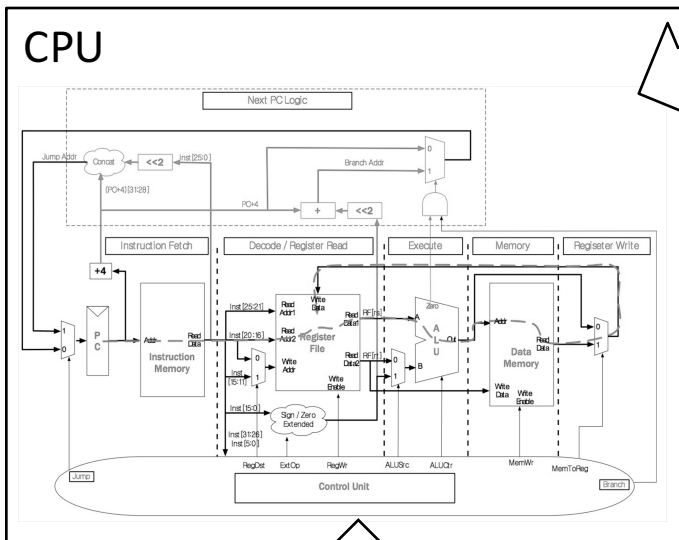 CPU
Next PC Logic
Jump Addr
Concat
<<2
Inst[25:0]
0
1
Branch Addr
(PC+4)[31:28]
PC+4
+
<<2
Instruction Fetch
Decode / Register Read
Execute
Memory
Regiseter Write
+4
Inst[25:21]
Read
Addr1
Write
Data
Read
Data1
RF[rs]
A
Zero
Addr
1
0
P
C
Addr
Read
Data
Instruction
Memory
Inst[20:16]
Read
Addr2
Register
File
A
L
U
Out
Read
Data
Data
Memory
0
1
0
1
Inst
[15:11]
Write
Addr
Read
Data2
RF[rt]
0
1
B
Write
Enable
Write
Data
Write
Enable
Inst[15:0]
Sign / Zero
Extended
Inst[31:26]
Inst[5:0]
RegDst
ExtOp
RegWr
ALUSrc
ALUCtr
MemWr
MemToReg
Jump
Control Unit
Branch